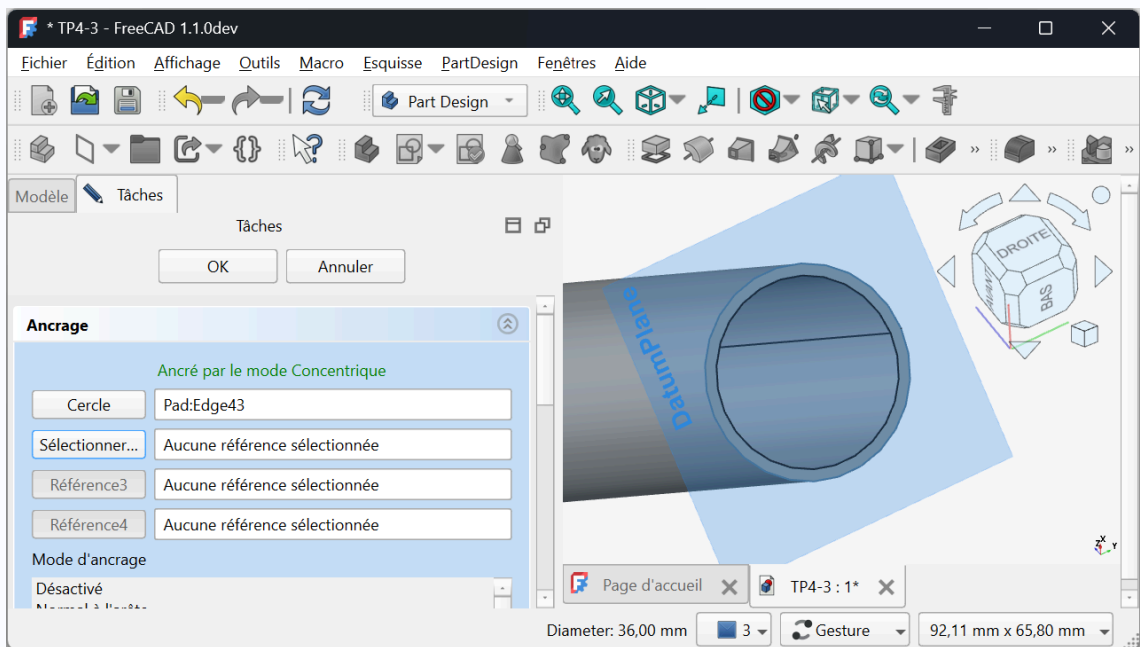 * TP4-3 - FreeCAD 1.1.0dev
Fichier Édition Affichage Outils Macro Esquisse PartDesign Fenêtres Aide
Part Design
»
»
»
Modèle
Tâches
Tâches
OK
Annuler
Ancrage
Ancré par le mode Concentrique
Cercle
Pad:Edge43
Sélectionner...
Aucune référence sélectionnée
Référence3
Aucune référence sélectionnée
Référence4
Aucune référence sélectionnée
Mode d'ancrage
Désactivé
Normal à l'arête
DatumPlane
DROITE
AVANT
BAS
Z X Y
Page d'accueil
TP4-3 : 1*
Diameter: 36,00 mm
3
Gesture
92,11 mm x 65,80 mm